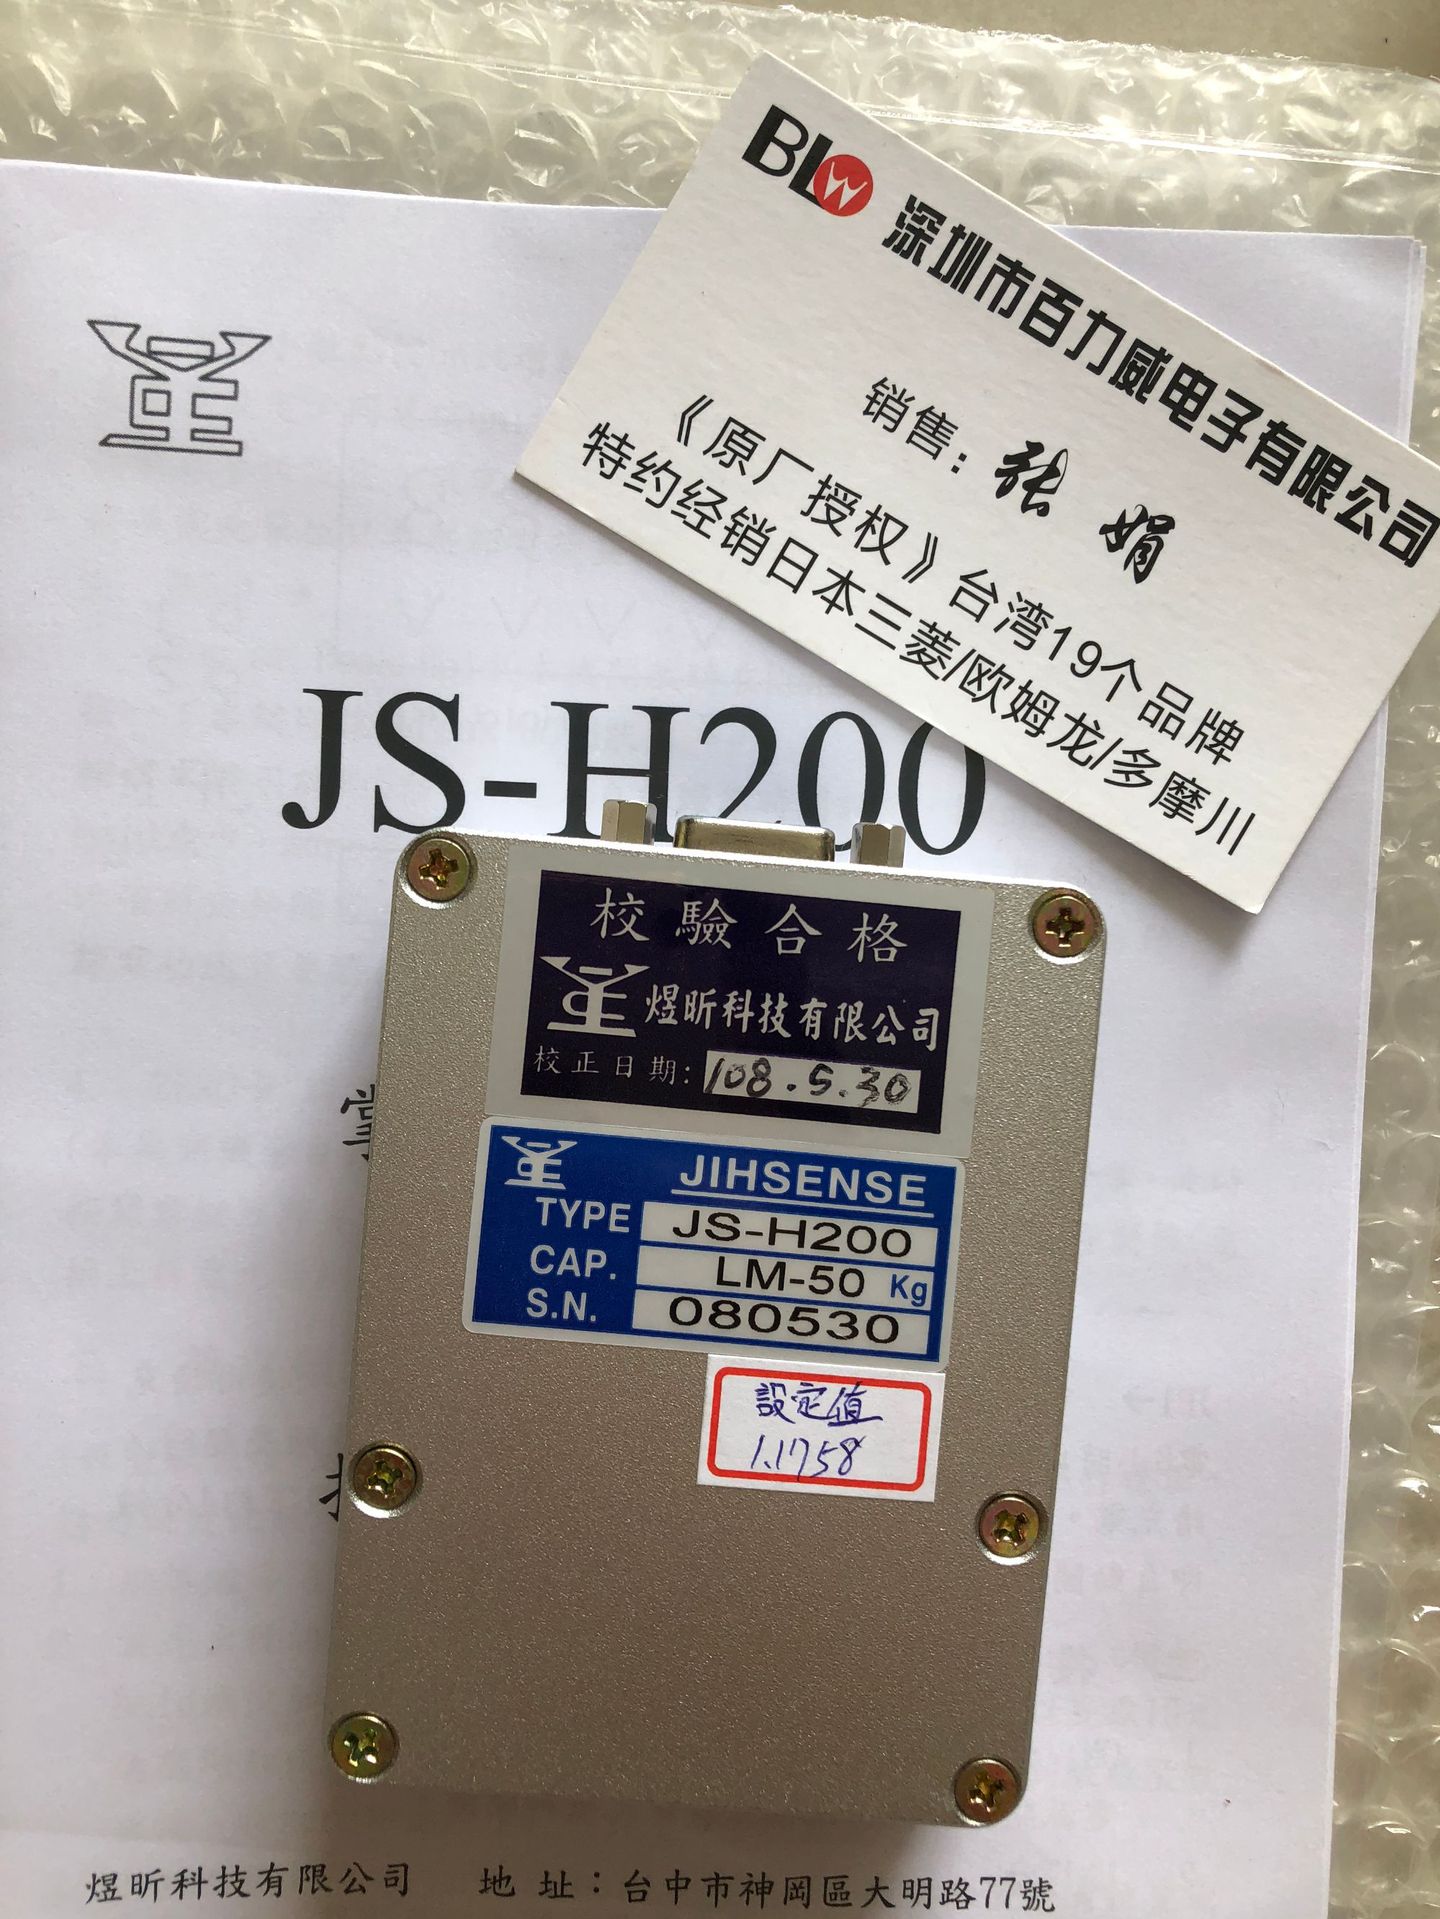 BLW 深圳市百力威电子有限公司
销售：张娟
《原厂授权》台湾19个品牌
特约经销日本三菱/欧姆龙/多摩川
JS-H200
校驗合格
煜昕科技有限公司
校正日期:108.5.30
JIHSENSE
TYPE JS-H200
CAP. LM-50 Kg
S.N. 080530
設定值
1.1758
煜昕科技有限公司 地址：台中市神岡區大明路77號